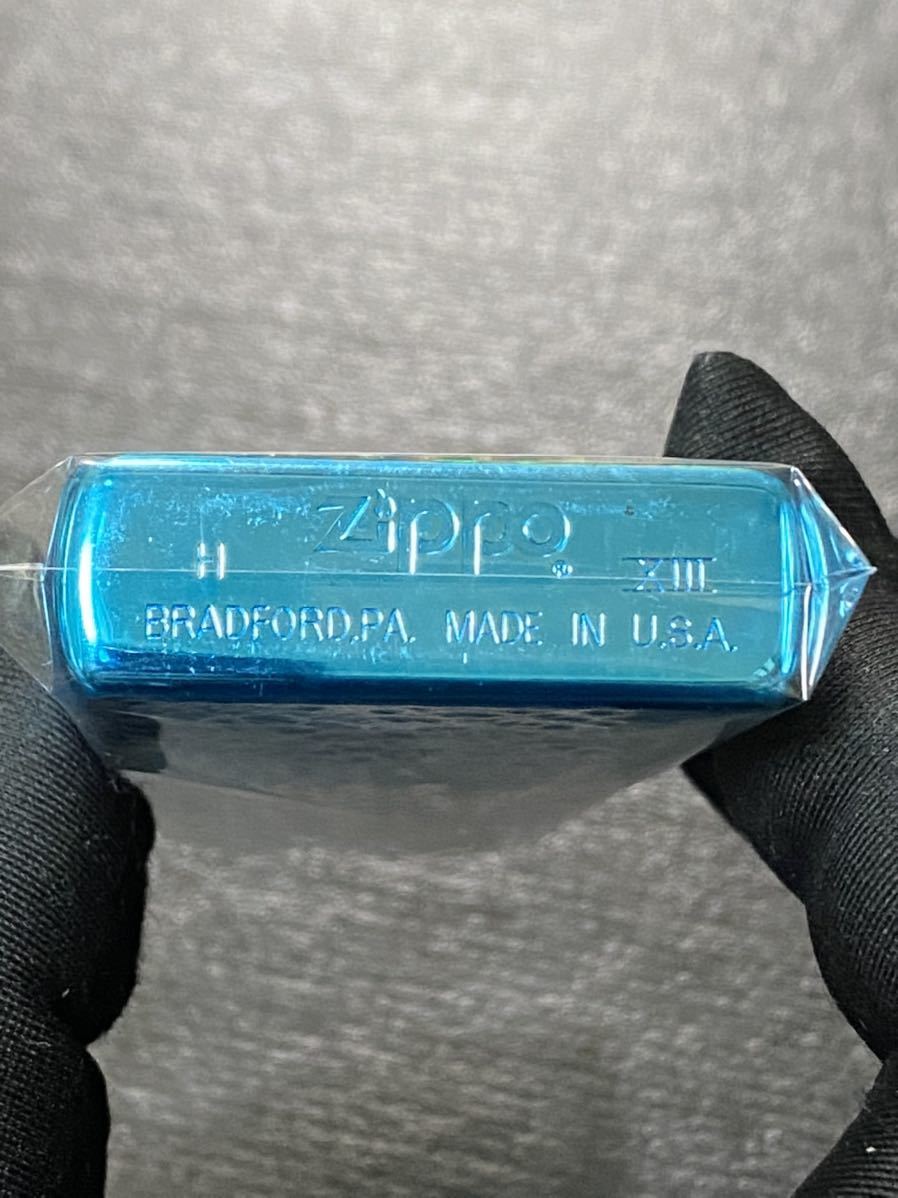 Zippo
H ® XIII
BRADFORD,PA. MADE IN U.S.A.